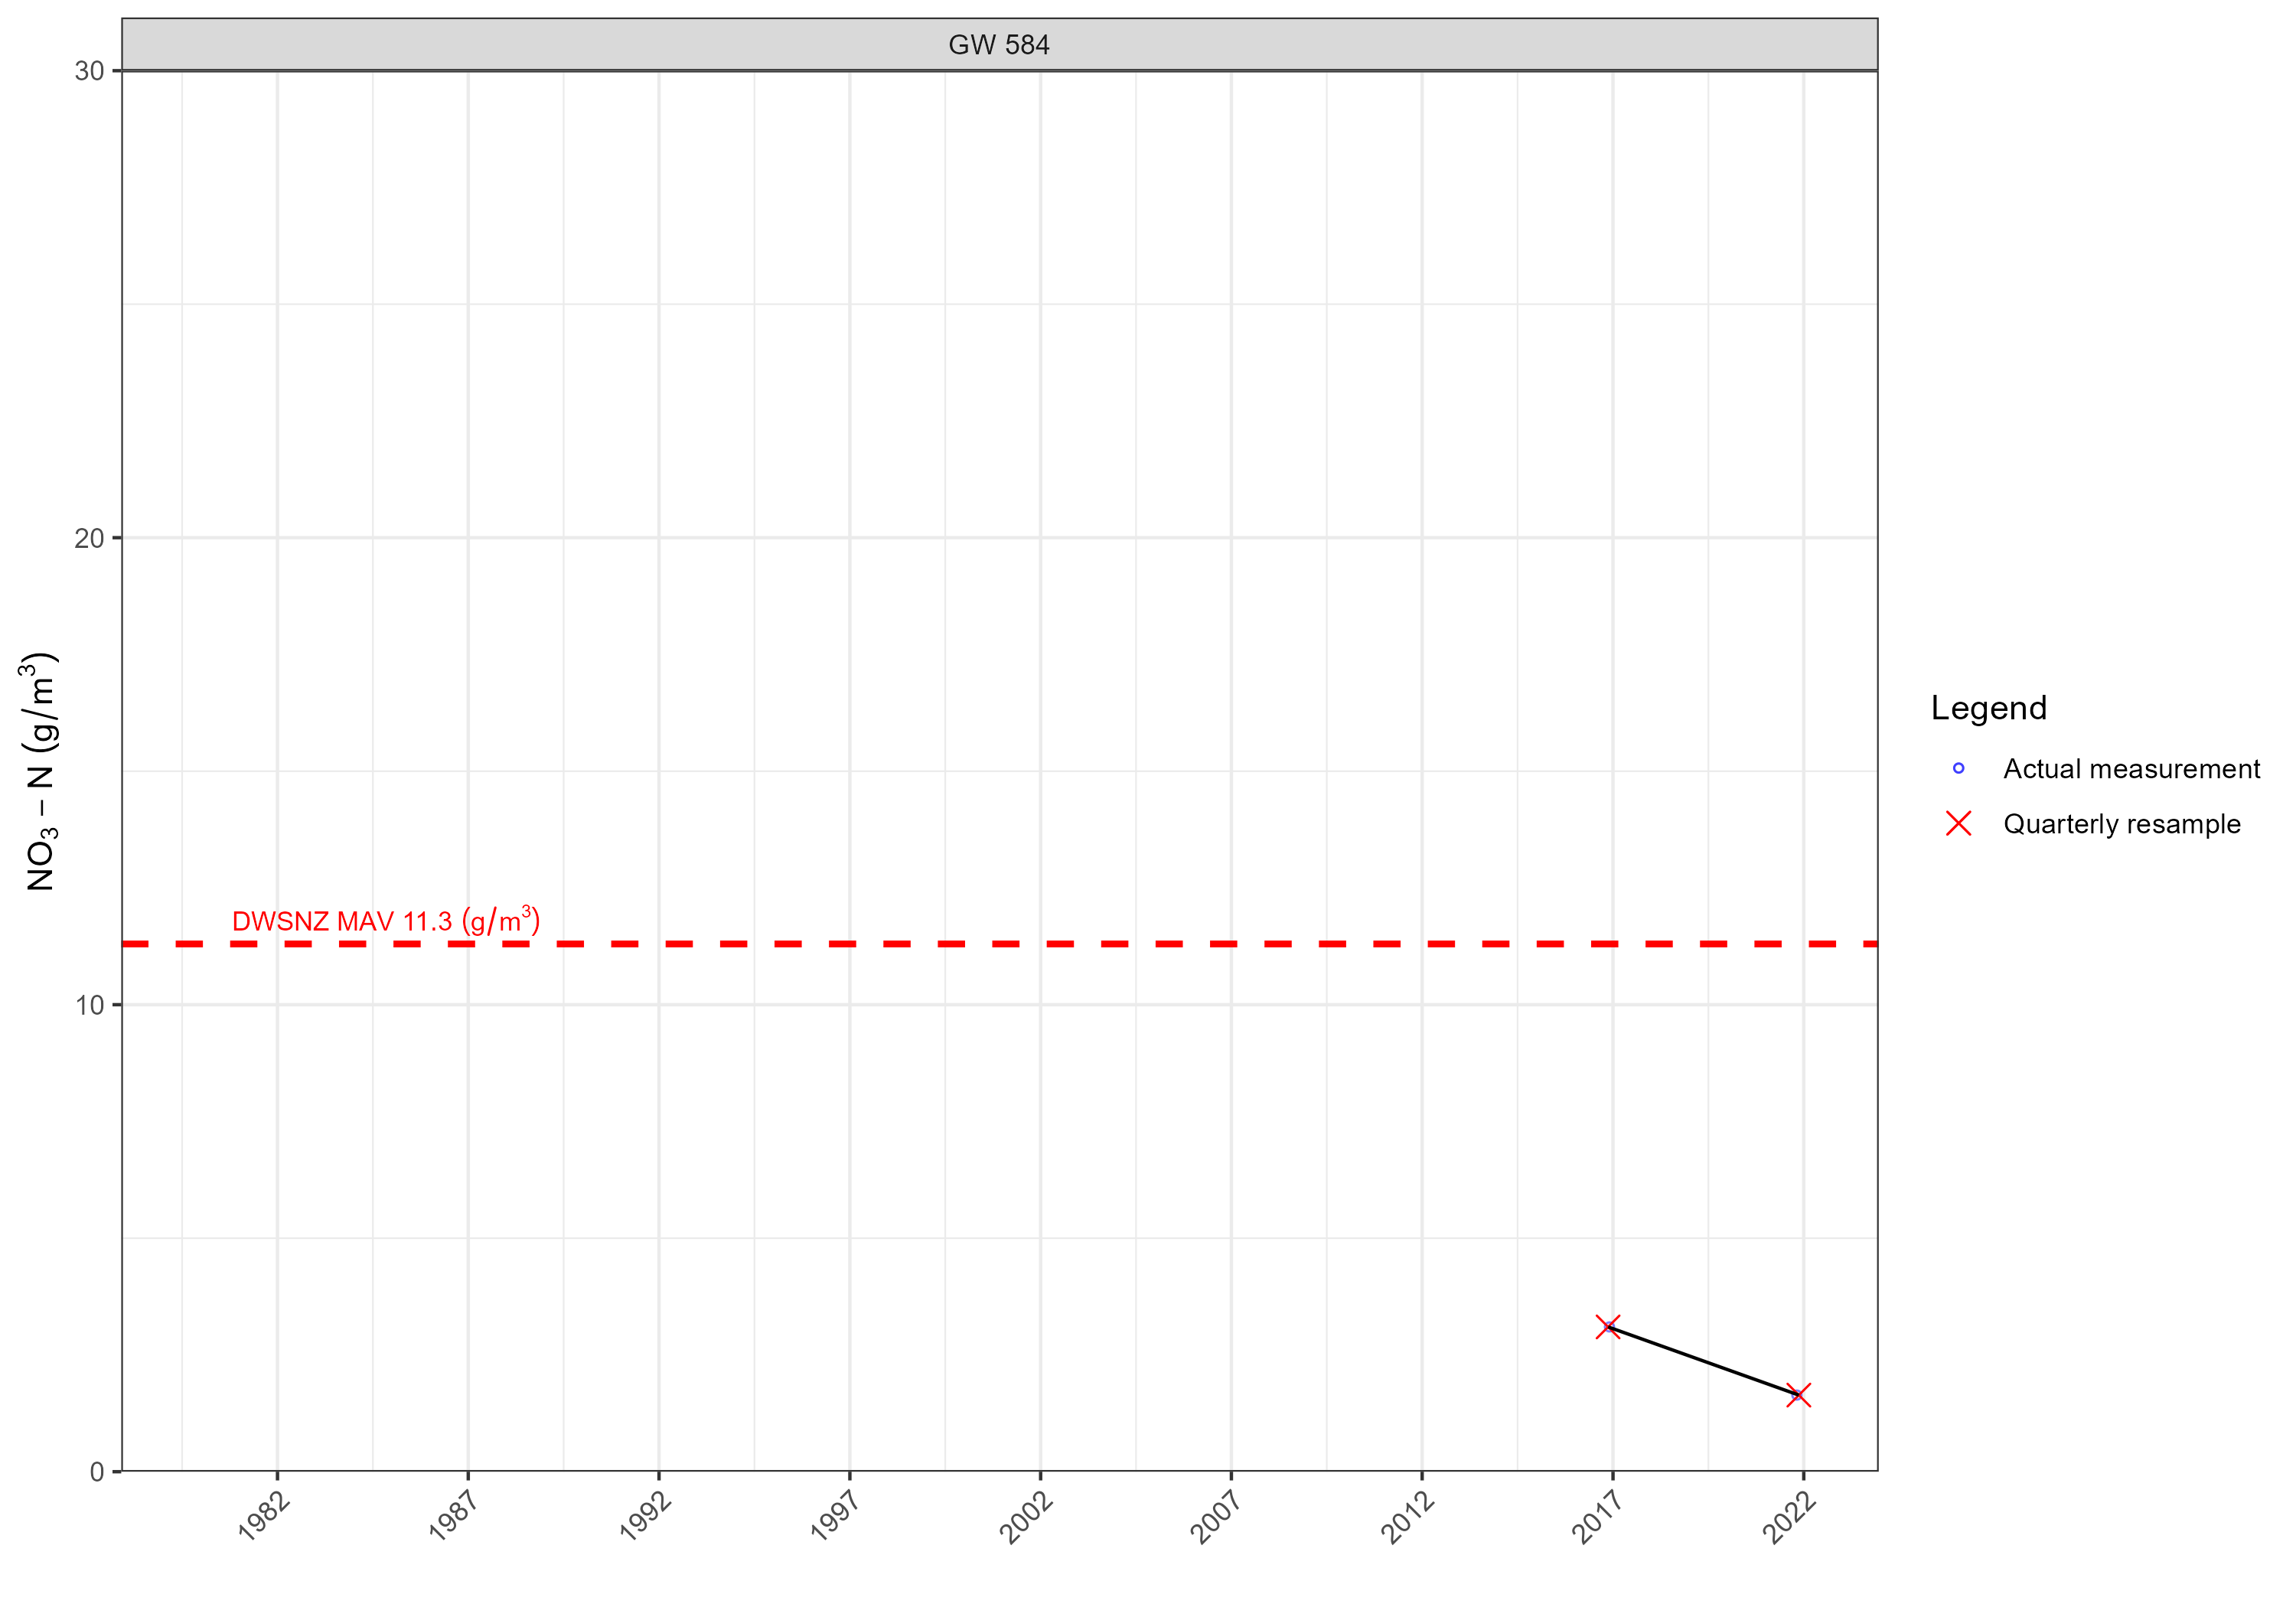 GW 584
30
20
10
0
NO₃ – N (g/m³)
DWSNZ MAV 11.3 (g/m³)
1982
1987
1992
1997
2002
2007
2012
2017
2022
Legend
Actual measurement
Quarterly resample